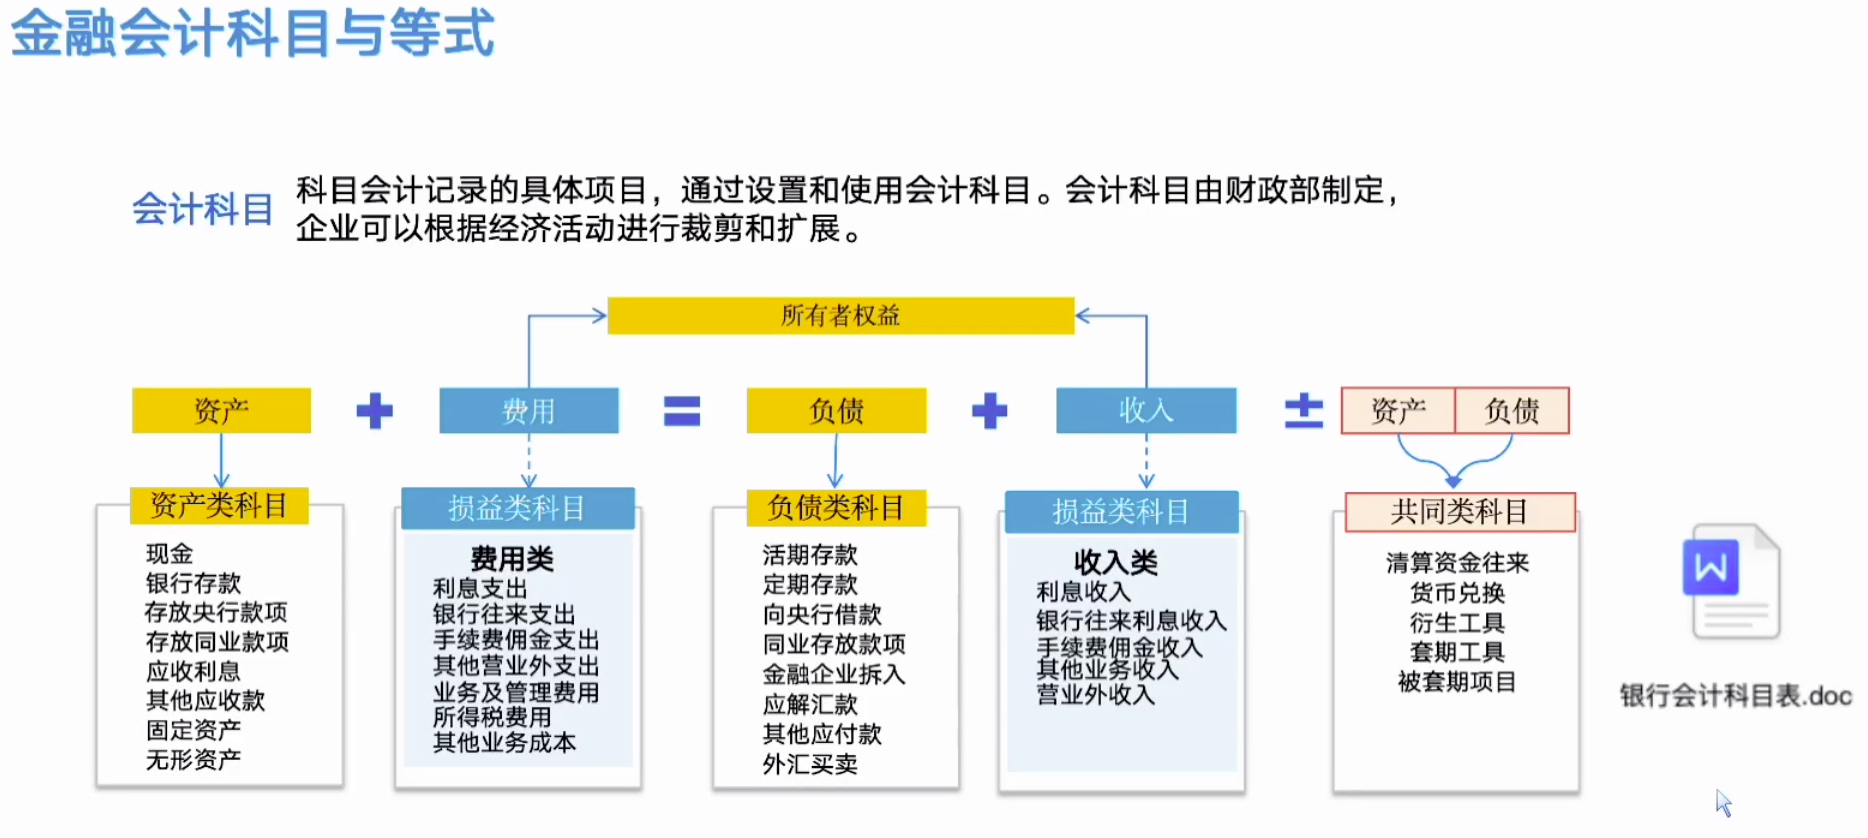 金融会计科目与等式
会计科目
科目会计记录的具体项目，通过设置和使用会计科目。会计科目由财政部制定，
企业可以根据经济活动进行裁剪和扩展。
所有者权益
资产 + 费用 = 负债 + 收入 ± 资产 负债
资产类科目
现金
银行存款
存放央行款项
存放同业款项
应收利息
其他应收款
固定资产
无形资产
损益类科目
费用类
利息支出
银行往来支出
手续费佣金支出
其他营业外支出
业务及管理费用
所得税费用
其他业务成本
负债类科目
活期存款
定期存款
向央行借款
同业存放款项
金融企业拆入
应解汇款
其他应付款
外汇买卖
损益类科目
收入类
利息收入
银行往来利息收入
手续费佣金收入
其他业务收入
营业外收入
共同类科目
清算资金往来
货币兑换
衍生工具
套期工具
被套期项目
W
银行会计科目表.doc